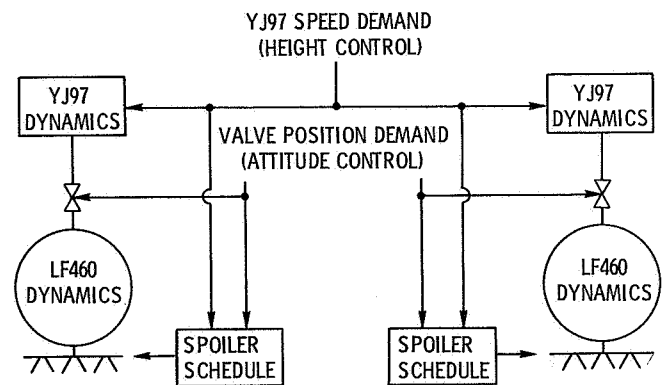 YJ97 SPEED DEMAND
(HEIGHT CONTROL)
YJ97
DYNAMICS
YJ97
DYNAMICS
VALVE POSITION DEMAND
(ATTITUDE CONTROL)
LF460
DYNAMICS
LF460
DYNAMICS
SPOILER
SCHEDULE
SPOILER
SCHEDULE